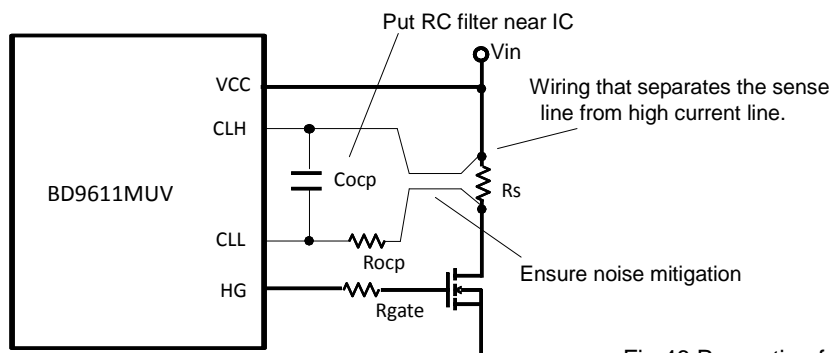 Put RC filter near IC
Vin
VCC
Wiring that separates the sense
line from high current line.
CLH
BD9611MUV
Cocp
Rs
CLL
Rocp
Ensure noise mitigation
HG
Rgate